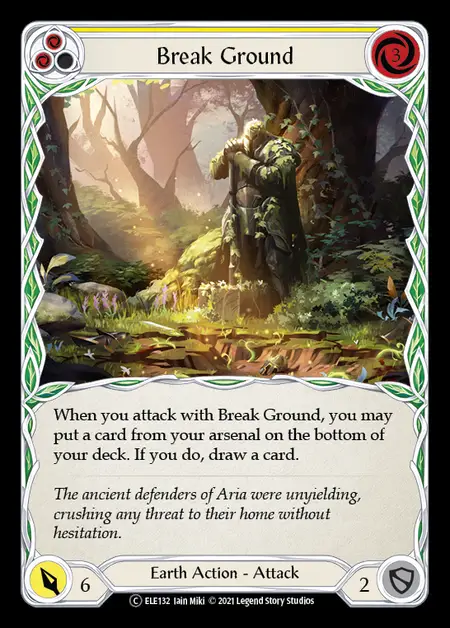 Break Ground
3
When you attack with Break Ground, you may
put a card from your arsenal on the bottom of
your deck. If you do, draw a card.
The ancient defenders of Aria were unyielding,
crushing any threat to their home without
hesitation.
6
Earth Action - Attack
2
C ELE132 Iain Miki © 2021 Legend Story Studios